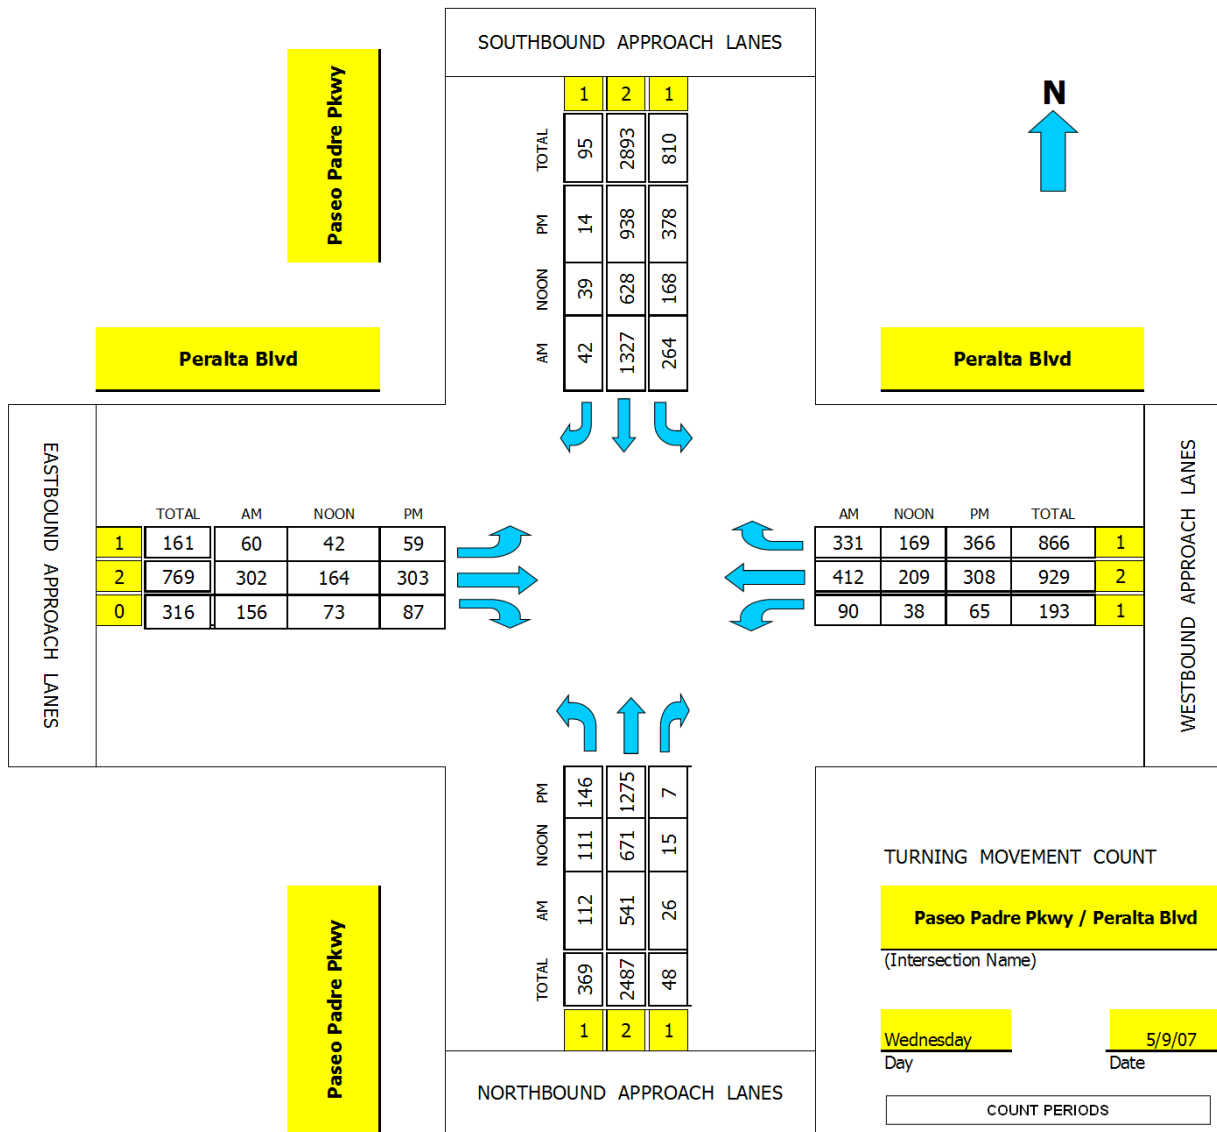 SOUTHBOUND APPROACH LANES
1 2 1
TOTAL 95 2893 810
PM 14 938 378
NOON 39 628 168
AM 42 1327 264
Paseo Padre Pkwy
N
Peralta Blvd
Peralta Blvd
EASTBOUND APPROACH LANES
TOTAL AM NOON PM
1 161 60 42 59
2 769 302 164 303
0 316 156 73 87
AM NOON PM TOTAL
331 169 366 866 1
412 209 308 929 2
90 38 65 193 1
WESTBOUND APPROACH LANES
PM 146 1275 7
NOON 111 671 15
AM 112 541 26
TOTAL 369 2487 48
1 2 1
NORTHBOUND APPROACH LANES
Paseo Padre Pkwy
TURNING MOVEMENT COUNT
Paseo Padre Pkwy / Peralta Blvd
(Intersection Name)
Wednesday 5/9/07
Day Date
COUNT PERIODS